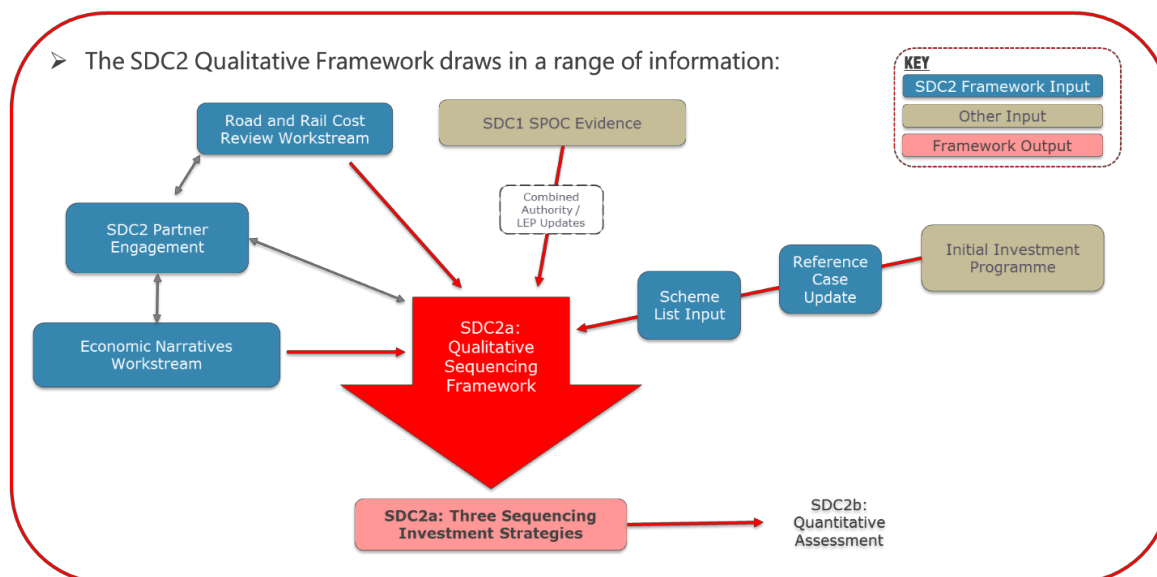 ➢ The SDC2 Qualitative Framework draws in a range of information:
KEY
SDC2 Framework Input
Other Input
Framework Output
Road and Rail Cost
Review Workstream
SDC1 SPOC Evidence
Combined
Authority /
LEP Updates
SDC2 Partner
Engagement
Initial Investment
Programme
Reference
Case
Update
Scheme
List Input
Economic Narratives
Workstream
SDC2a:
Qualitative
Sequencing
Framework
SDC2a: Three Sequencing
Investment Strategies
SDC2b:
Quantitative
Assessment